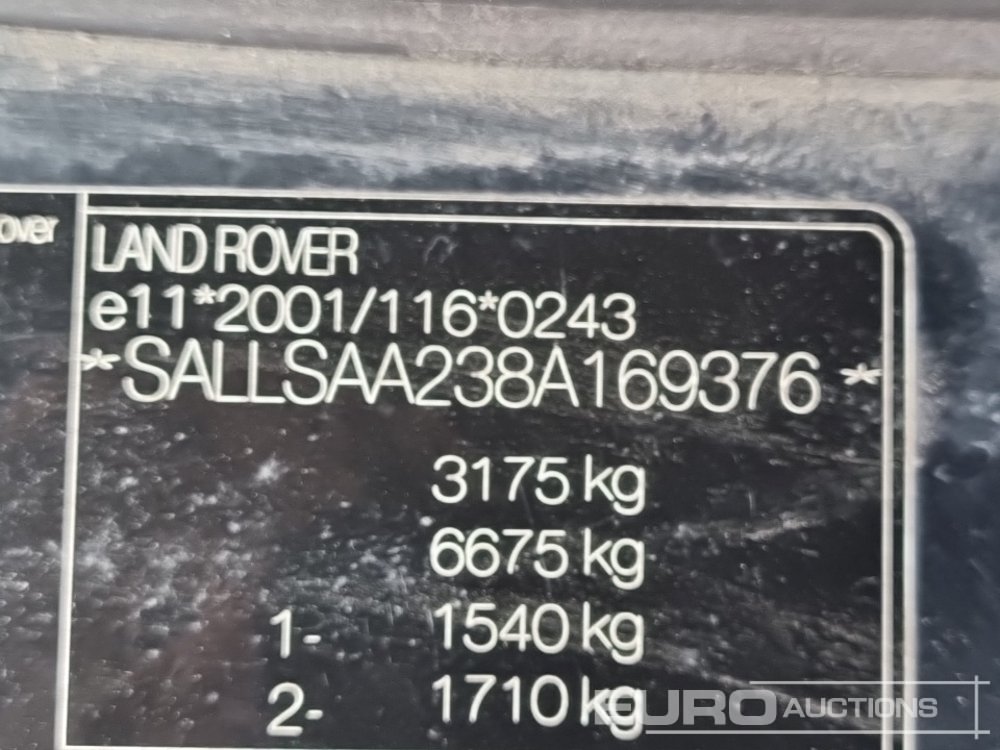 over
LAND ROVER
e11*2001/116*0243
*SALLSAA238A169376*
3175 kg
6675 kg
1- 1540 kg
2- 1710 kg
EURO AUCTIONS